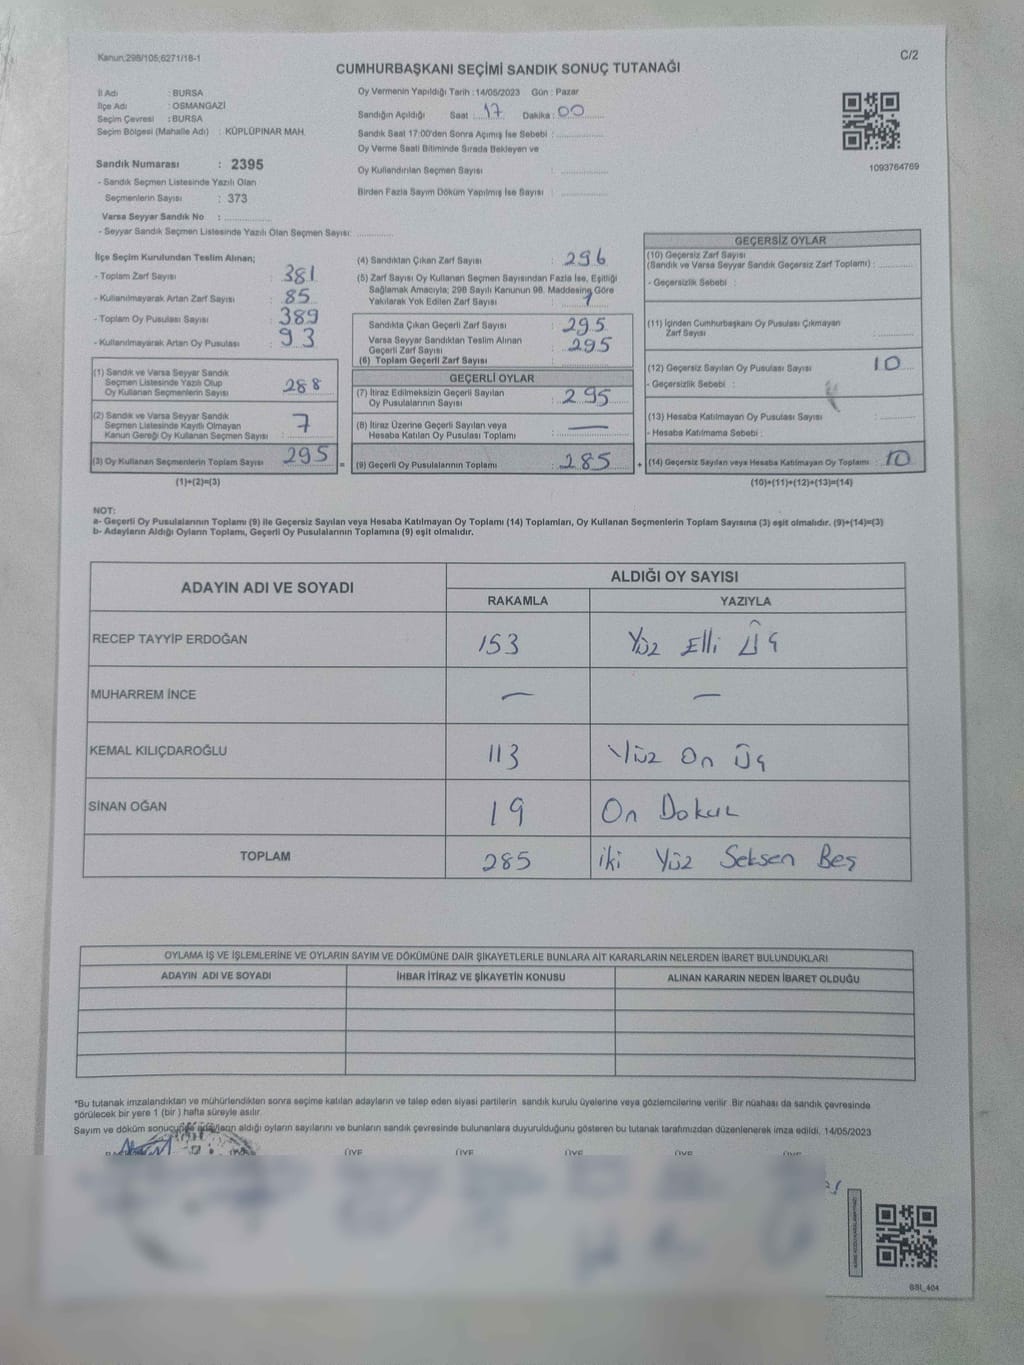 Kanun:298/105;6271/18-1
C/2
CUMHURBAŞKANI SEÇİMİ SANDIK SONUÇ TUTANAĞI
İl Adı : BURSA
İlçe Adı : OSMANGAZİ
Seçim Çevresi : BURSA
Seçim Bölgesi (Mahalle Adı) : KÜPLÜPINAR MAH.
Sandık Numarası : 2395
- Sandık Seçmen Listesinde Yazılı Olan
Seçmenlerin Sayısı : 373
Varsa Seyyar Sandık No :
- Seyyar Sandık Seçmen Listesinde Yazılı Olan Seçmen Sayısı:
Oy Vermenin Yapıldığı Tarih : 14/05/2023 Gün : Pazar
Sandığın Açıldığı Saat : 17 Dakika : 00
Sandık Saat 17:00'den Sonra Açılmış İse Sebebi :
Oy Verme Saati Bitiminde Sırada Bekleyen ve
Oy Kullandırılan Seçmen Sayısı :
Birden Fazla Sayım Döküm Yapılmış İse Sayısı :
1093764769
İlçe Seçim Kurulundan Teslim Alınan;
- Toplam Zarf Sayısı : 381
- Kullanılmayarak Artan Zarf Sayısı : 85
- Toplam Oy Pusulası Sayısı : 389
- Kullanılmayarak Artan Oy Pusulası : 93
(1) Sandık ve Varsa Seyyar Sandık
Seçmen Listesinde Yazılı Olup
Oy Kullanan Seçmenlerin Sayısı : 288
(2) Sandık ve Varsa Seyyar Sandık
Seçmen Listesinde Kayıtlı Olmayan
Kanun Gereği Oy Kullanan Seçmen Sayısı : 7
(3) Oy Kullanan Seçmenlerin Toplam Sayısı : 295
(1)+(2)=(3)
(4) Sandıktan Çıkan Zarf Sayısı : 296
(5) Zarf Sayısı Oy Kullanan Seçmen Sayısından Fazla İse, Eşitliği
Sağlamak Amacıyla; 298 Sayılı Kanunun 98. Maddesine Göre
Yakılarak Yok Edilen Zarf Sayısı : 1
Sandıkta Çıkan Geçerli Zarf Sayısı : 295
Varsa Seyyar Sandıktan Teslim Alınan
Geçerli Zarf Sayısı : 295
(6) Toplam Geçerli Zarf Sayısı :
GEÇERLİ OYLAR
(7) İtiraz Edilmeksizin Geçerli Sayılan
Oy Pusulalarının Sayısı : 295
(8) İtiraz Üzerine Geçerli Sayılan veya
Hesaba Katılan Oy Pusulası Toplamı : —
= (9) Geçerli Oy Pusulalarının Toplamı : 285
GEÇERSİZ OYLAR
(10) Geçersiz Zarf Sayısı
(Sandık ve Varsa Seyyar Sandık Geçersiz Zarf Toplamı) :
- Geçersizlik Sebebi :
(11) İçinden Cumhurbaşkanı Oy Pusulası Çıkmayan
Zarf Sayısı :
(12) Geçersiz Sayılan Oy Pusulası Sayısı : 10
- Geçersizlik Sebebi :
(13) Hesaba Katılmayan Oy Pusulası Sayısı :
- Hesaba Katılmama Sebebi :
+ (14) Geçersiz Sayılan veya Hesaba Katılmayan Oy Toplamı : 10
(10)+(11)+(12)+(13)=(14)
NOT:
a- Geçerli Oy Pusulalarının Toplamı (9) ile Geçersiz Sayılan veya Hesaba Katılmayan Oy Toplamı (14) Toplamları, Oy Kullanan Seçmenlerin Toplam Sayısına (3) eşit olmalıdır. (9)+(14)=(3)
b- Adayların Aldığı Oyların Toplamı, Geçerli Oy Pusulalarının Toplamına (9) eşit olmalıdır.
ADAYIN ADI VE SOYADI
ALDIĞI OY SAYISI
RAKAMLA YAZIYLA
RECEP TAYYİP ERDOĞAN 153 Yüz Elli Üç
MUHARREM İNCE — —
KEMAL KILIÇDAROĞLU 113 Yüz On Üç
SİNAN OĞAN 19 On Dokuz
TOPLAM 285 iki Yüz Seksen Beş
OYLAMA İŞ VE İŞLEMLERİNE VE OYLARIN SAYIM VE DÖKÜMÜNE DAİR ŞİKAYETLERLE BUNLARA AİT KARARLARIN NELERDEN İBARET BULUNDUKLARI
ADAYIN ADI VE SOYADI İHBAR İTİRAZ VE ŞİKAYETİN KONUSU ALINAN KARARIN NEDEN İBARET OLDUĞU
*Bu tutanak imzalandıktan ve mühürlendikten sonra seçime katılan adayların ve talep eden siyasi partilerin sandık kurulu üyelerine veya gözlemcilerine verilir. Bir nüshası da sandık çevresinde
görülecek bir yere 1 (bir) hafta süreyle asılır.
Sayım ve döküm sonucunda adayların aldığı oyların sayılarını ve bunların sandık çevresinde bulunanlara duyurulduğunu gösteren bu tutanak tarafımızdan düzenlenerek imza edildi. 14/05/2023
ÜYE ÜYE ÜYE ÜYE ÜYE
BSI_404